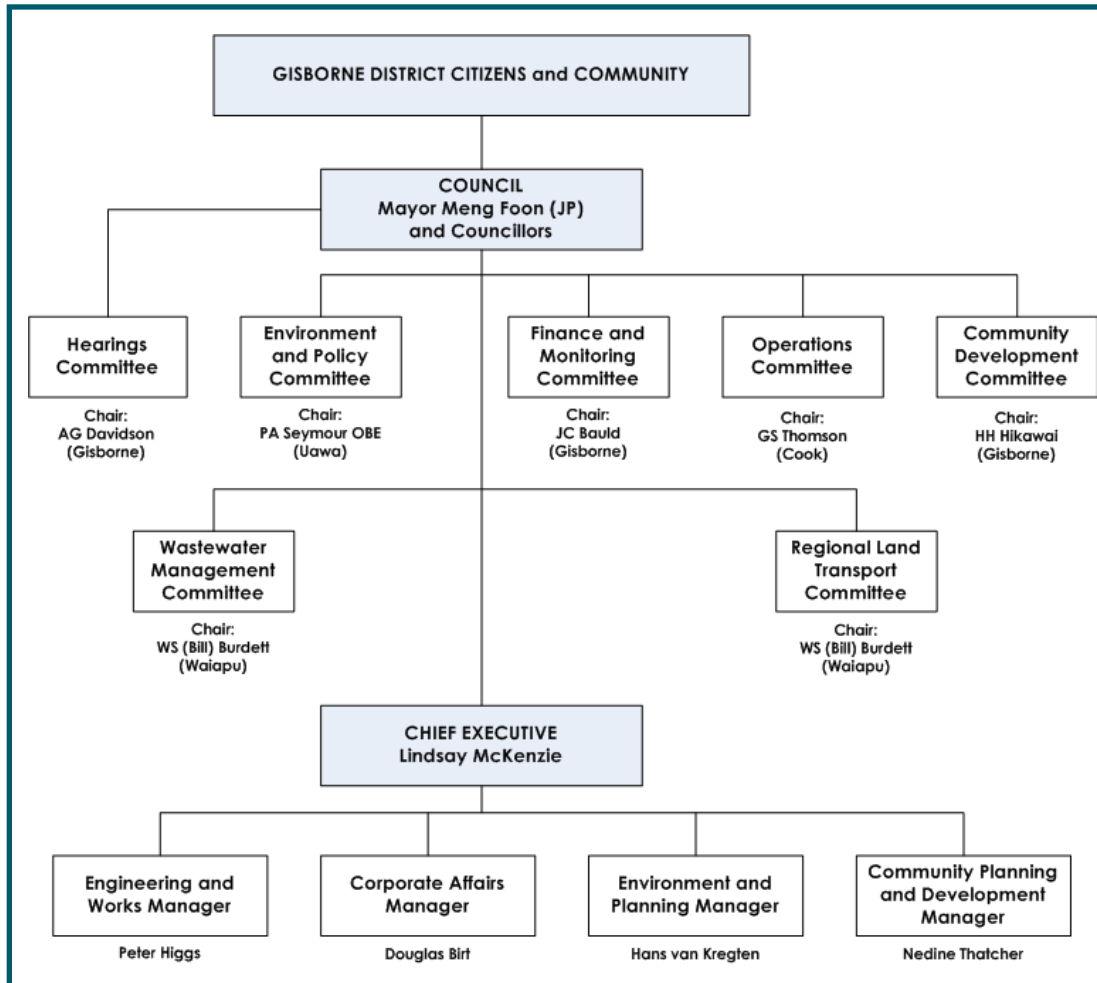 GISBORNE DISTRICT CITIZENS and COMMUNITY
COUNCIL
Mayor Meng Foon (JP)
and Councillors
Hearings
Committee
Chair:
AG Davidson
(Gisborne)
Environment
and Policy
Committee
Chair:
PA Seymour OBE
(Uawa)
Finance and
Monitoring
Committee
Chair:
JC Bauld
(Gisborne)
Operations
Committee
Chair:
GS Thomson
(Cook)
Community
Development
Committee
Chair:
HH Hikawai
(Gisborne)
Wastewater
Management
Committee
Chair:
WS (Bill) Burdett
(Waiapu)
Regional Land
Transport
Committee
Chair:
WS (Bill) Burdett
(Waiapu)
CHIEF EXECUTIVE
Lindsay McKenzie
Engineering and
Works Manager
Peter Higgs
Corporate Affairs
Manager
Douglas Birt
Environment and
Planning Manager
Hans van Kregten
Community Planning
and Development
Manager
Nedine Thatcher